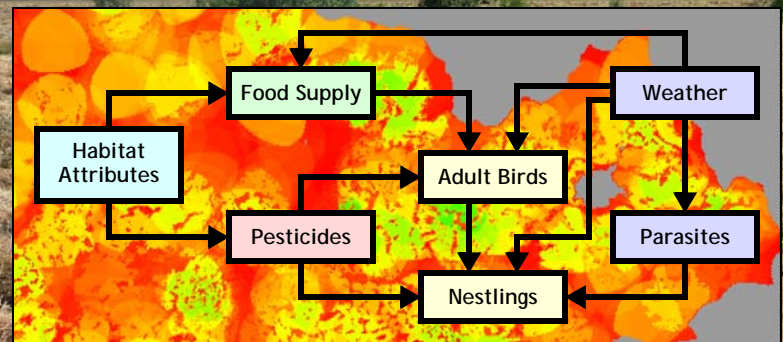 Food Supply
Weather
Habitat
Attributes
Adult Birds
Pesticides
Parasites
Nestlings